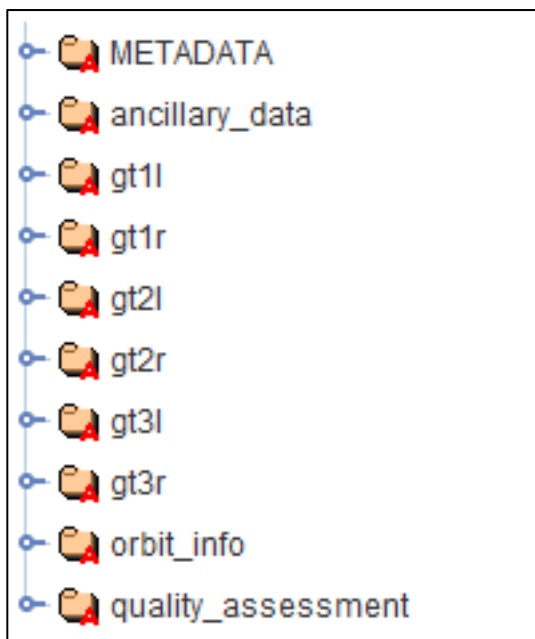 METADATA
ancillary_data
gt1l
gt1r
gt2l
gt2r
gt3l
gt3r
orbit_info
quality_assessment